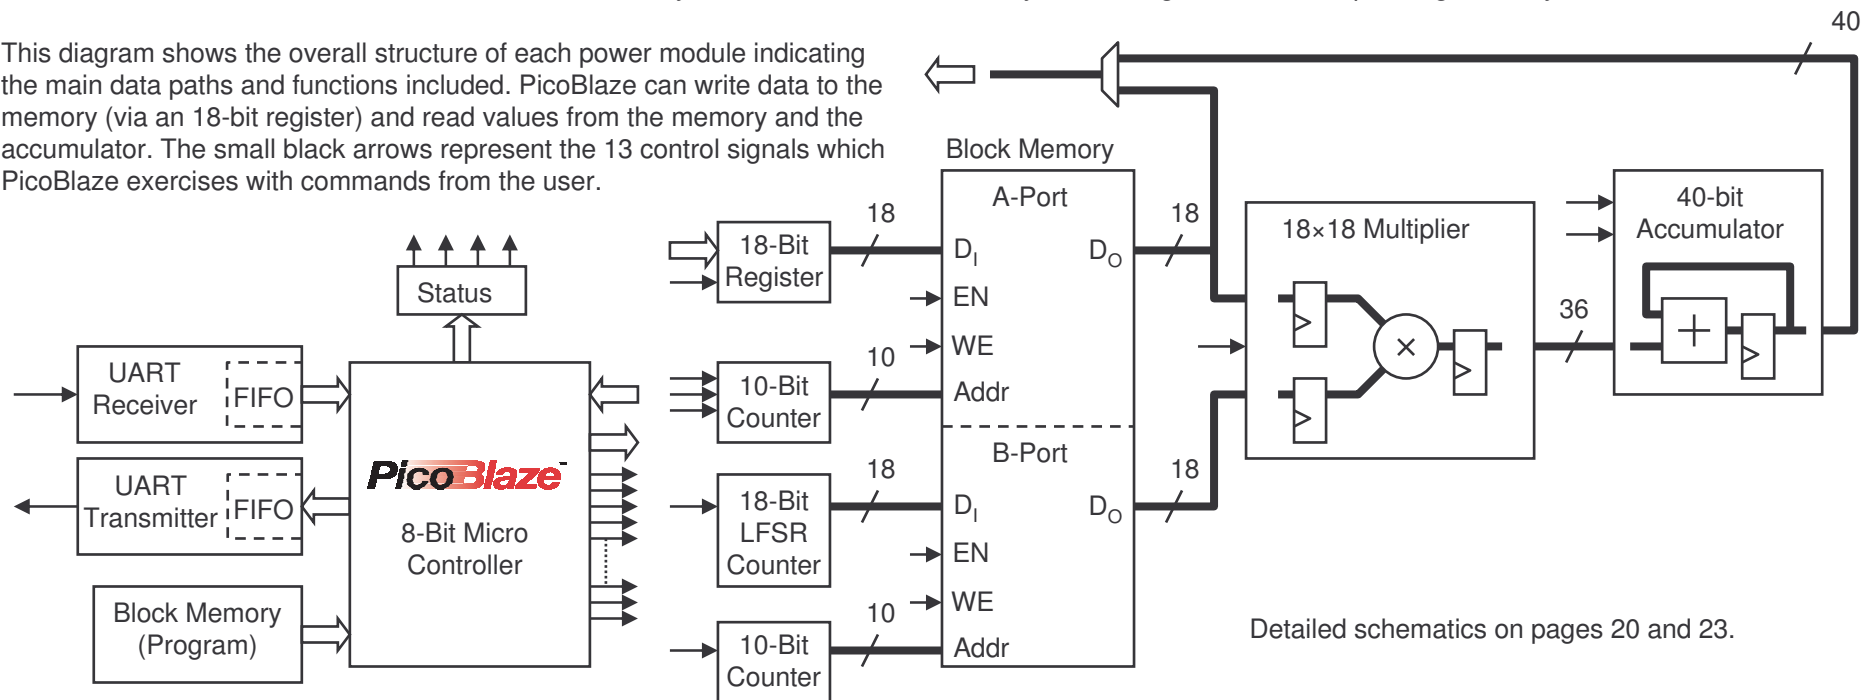 40
This diagram shows the overall structure of each power module indicating
the main data paths and functions included. PicoBlaze can write data to the
memory (via an 18-bit register) and read values from the memory and the
accumulator. The small black arrows represent the 13 control signals which
PicoBlaze exercises with commands from the user.
Block Memory
A-Port
18
DI
DO
18
EN
WE
10
Addr
B-Port
18
DI
DO
18
EN
WE
10
Addr
18-Bit
Register
10-Bit
Counter
18-Bit
LFSR
Counter
10-Bit
Counter
18×18 Multiplier
×
36
40-bit
Accumulator
+
Status
UART
Receiver
FIFO
UART
Transmitter
FIFO
Block Memory
(Program)
PicoBlaze™
8-Bit Micro
Controller
Detailed schematics on pages 20 and 23.